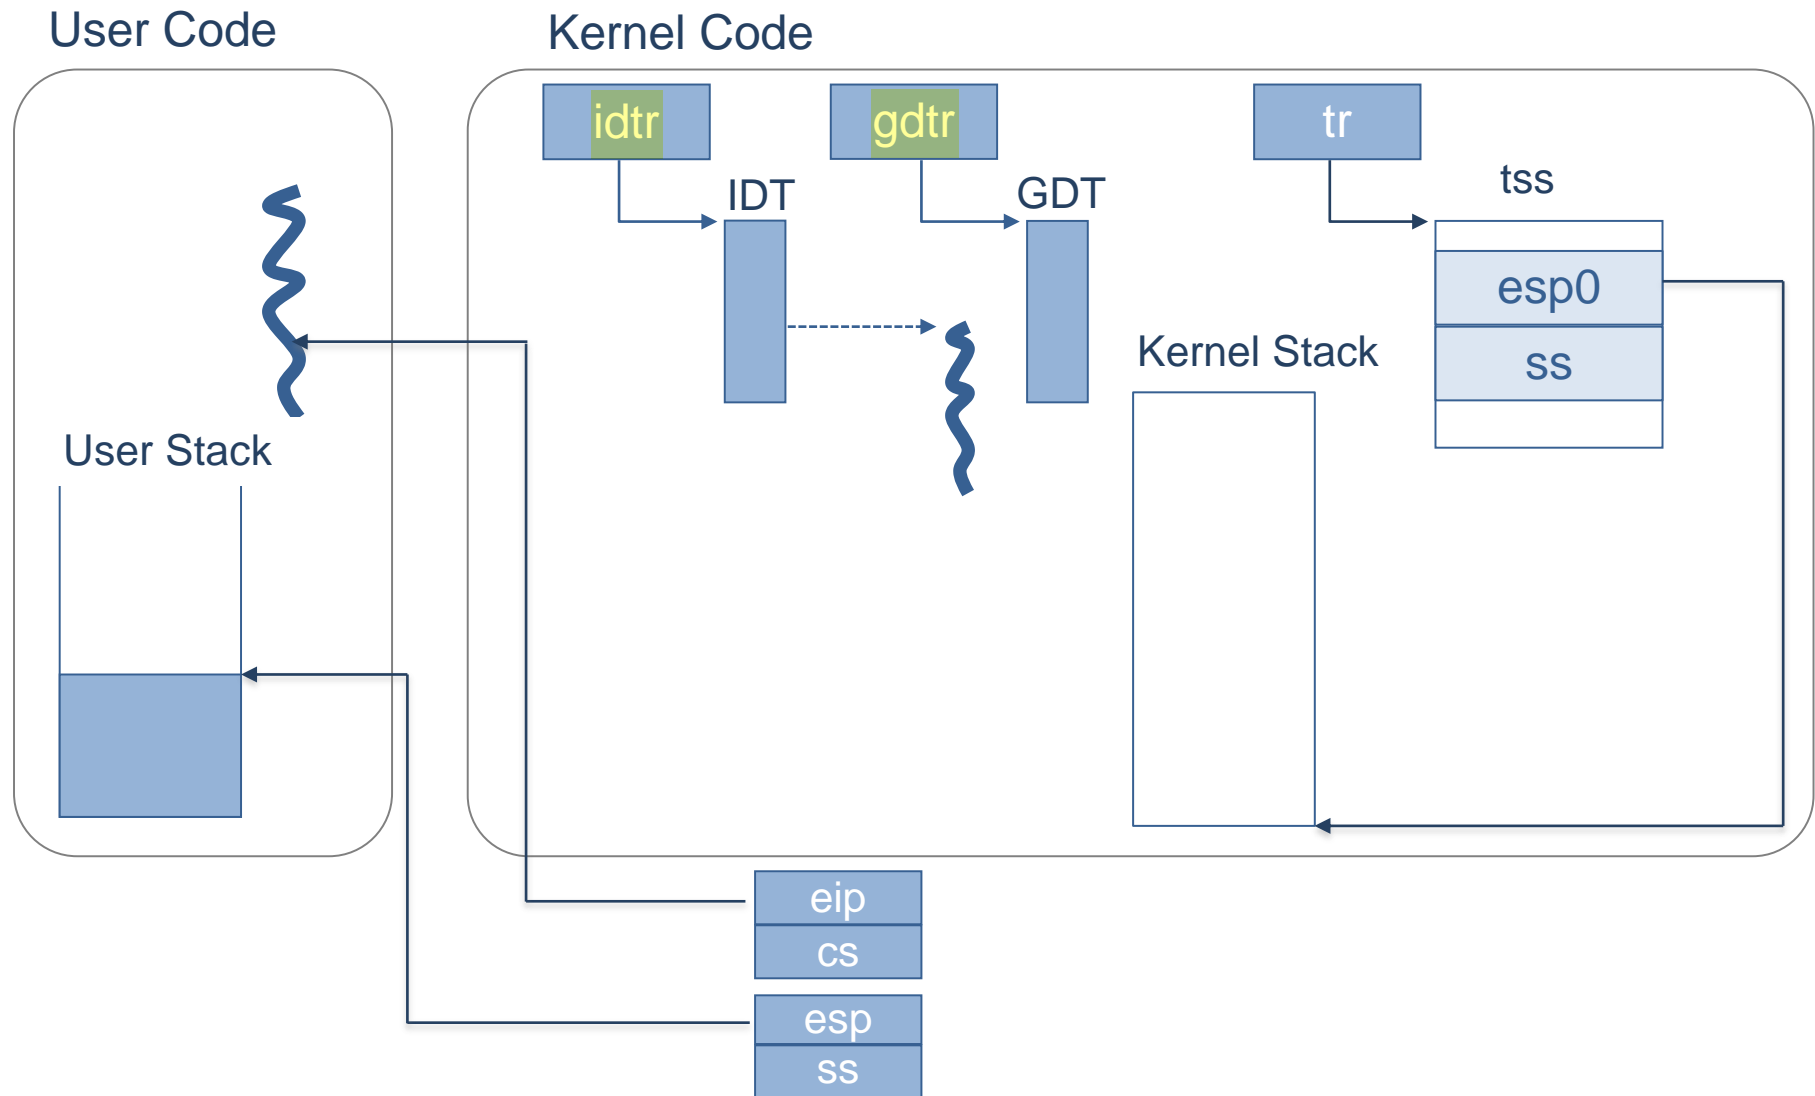 User Code
Kernel Code
idtr
gdtr
tr
IDT
GDT
tss
esp0
Kernel Stack
ss
User Stack
eip
cs
esp
ss